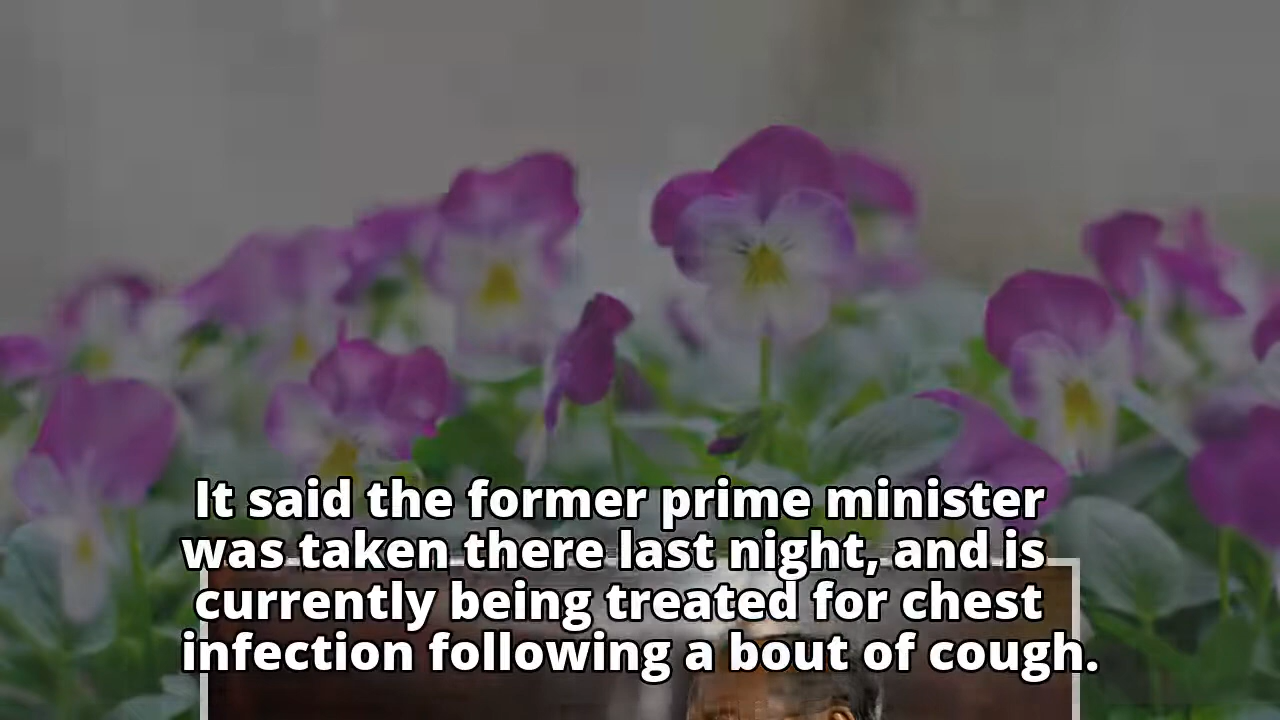 It said the former prime minister
was taken there last night, and is
currently being treated for chest
infection following a bout of cough.